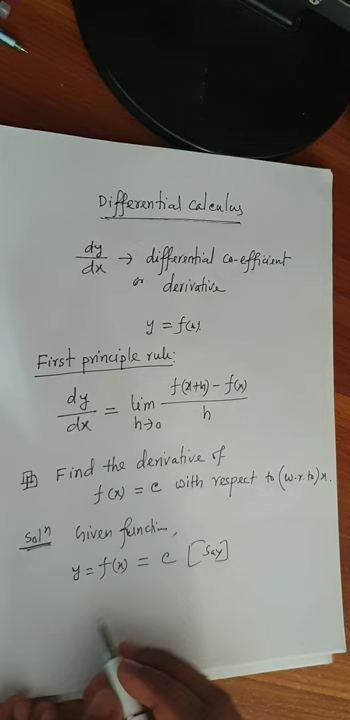 Differential Calculus
dy/dx → differential co-efficient
or derivative
y = f(x)
First principle rule:
dy/dx = lim h→0 f(x+h) - f(x) / h
Find the derivative of
f(x) = c with respect to (w.r.to) x.
Solⁿ Given function,
y = f(x) = c [Say]